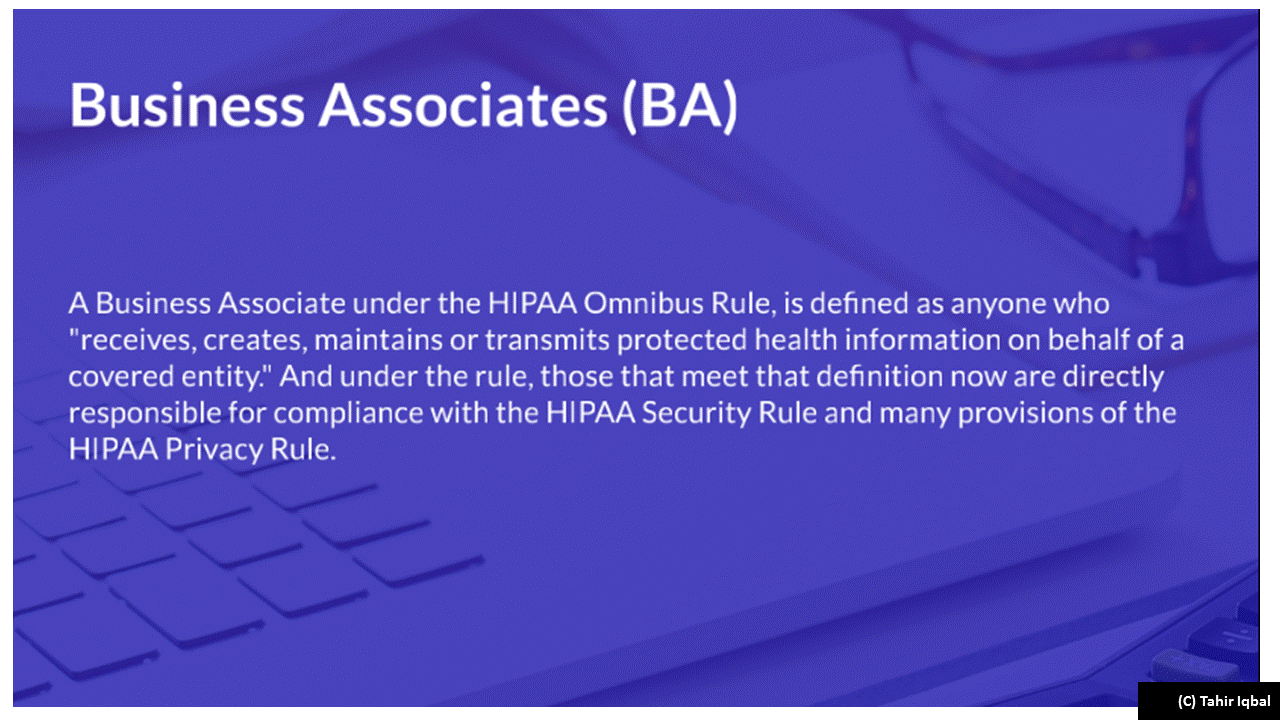 Business Associates (BA)
A Business Associate under the HIPAA Omnibus Rule, is defined as anyone who
"receives, creates, maintains or transmits protected health information on behalf of a
covered entity." And under the rule, those that meet that definition now are directly
responsible for compliance with the HIPAA Security Rule and many provisions of the
HIPAA Privacy Rule.
(C) Tahir Iqbal